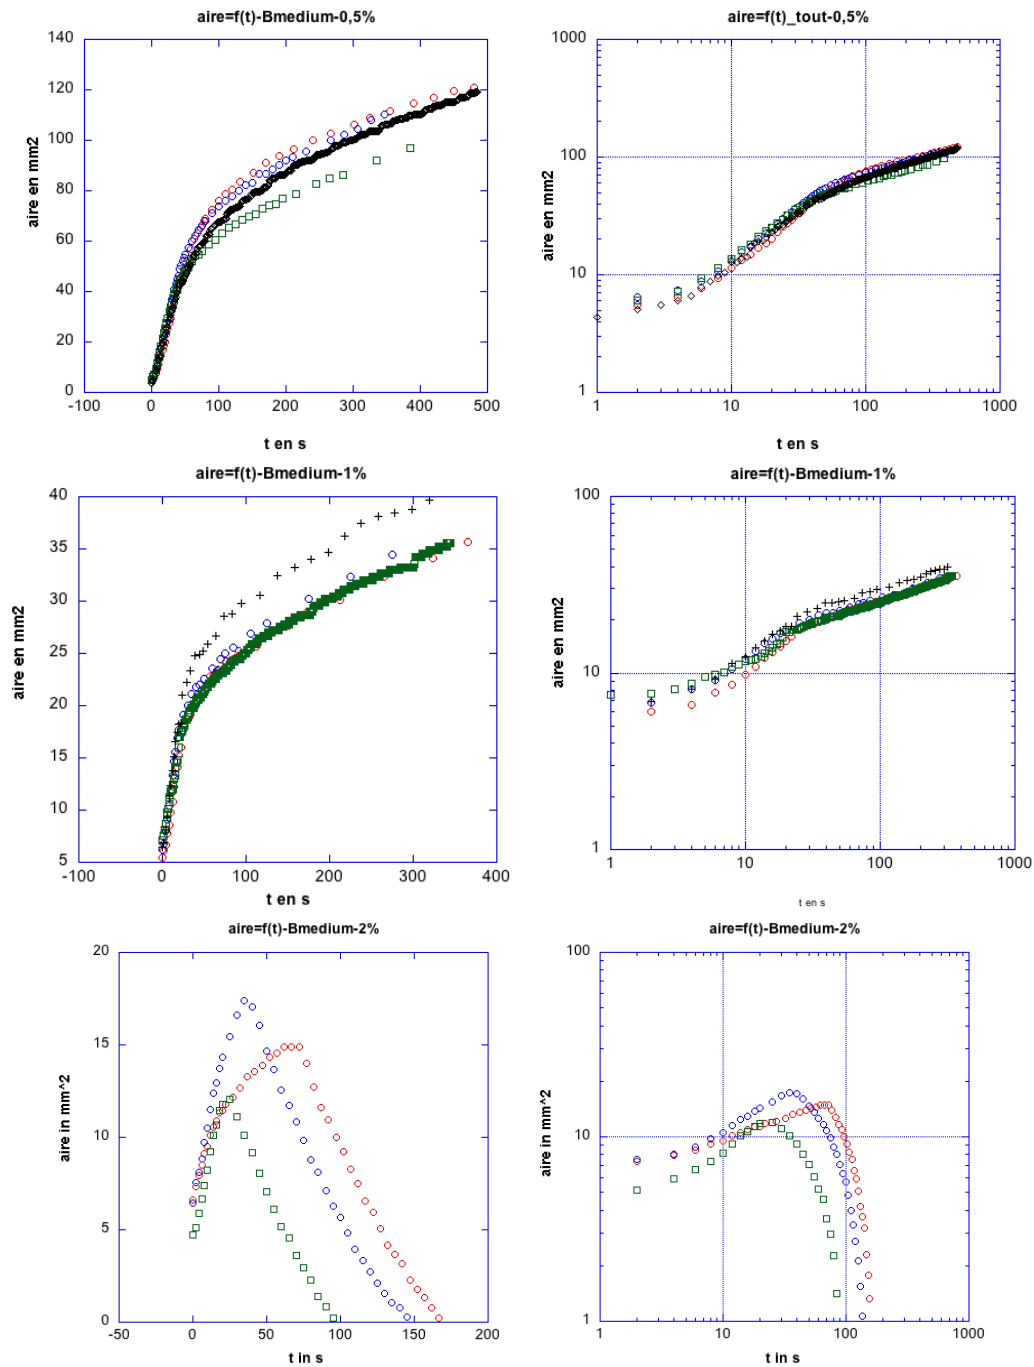 aire=f(t)-Bmedium-0,5%
aire en mm2
140
120
100
80
60
40
20
0
-100 0 100 200 300 400 500
t en s
aire=f(t)_tout-0,5%
aire en mm2
1000
100
10
1
1 10 100 1000
t en s
aire=f(t)-Bmedium-1%
aire en mm2
40
35
30
25
20
15
10
5
-100 0 100 200 300 400
t en s
aire=f(t)-Bmedium-1%
aire en mm2
100
10
1
1 10 100 1000
t en s
aire=f(t)-Bmedium-2%
aire in mm^2
20
15
10
5
0
-50 0 50 100 150 200
t in s
aire=f(t)-Bmedium-2%
aire in mm^2
100
10
1
1 10 100 1000
t in s